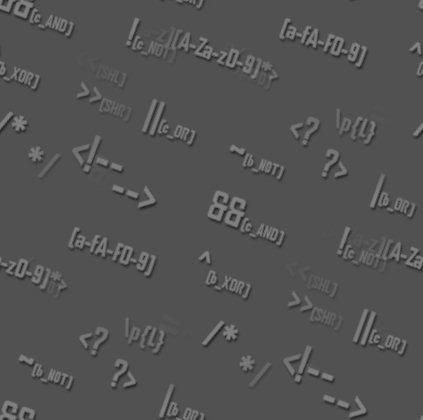 &&[c_AND]
![c_NOT]
[A-Za-z0-9]*
[a-fA-F0-9]
[b_XOR]
<<[SHL]
>>[SHR]
||[c_OR]
/*
*/
<!--
-->
~[b_NOT]
<?
?>
\p{L}
|[b_OR]
&&[c_AND]
![c_NOT]
[A-Za-
[a-fA-F0-9]
-z0-9]*
^[b_XOR]
<<[SHL]
>>[SHR]
||[c_OR]
<?
?>
\p{L}
/*
*/
<!--
-->
~[b_NOT]
|[b_OR]
&&